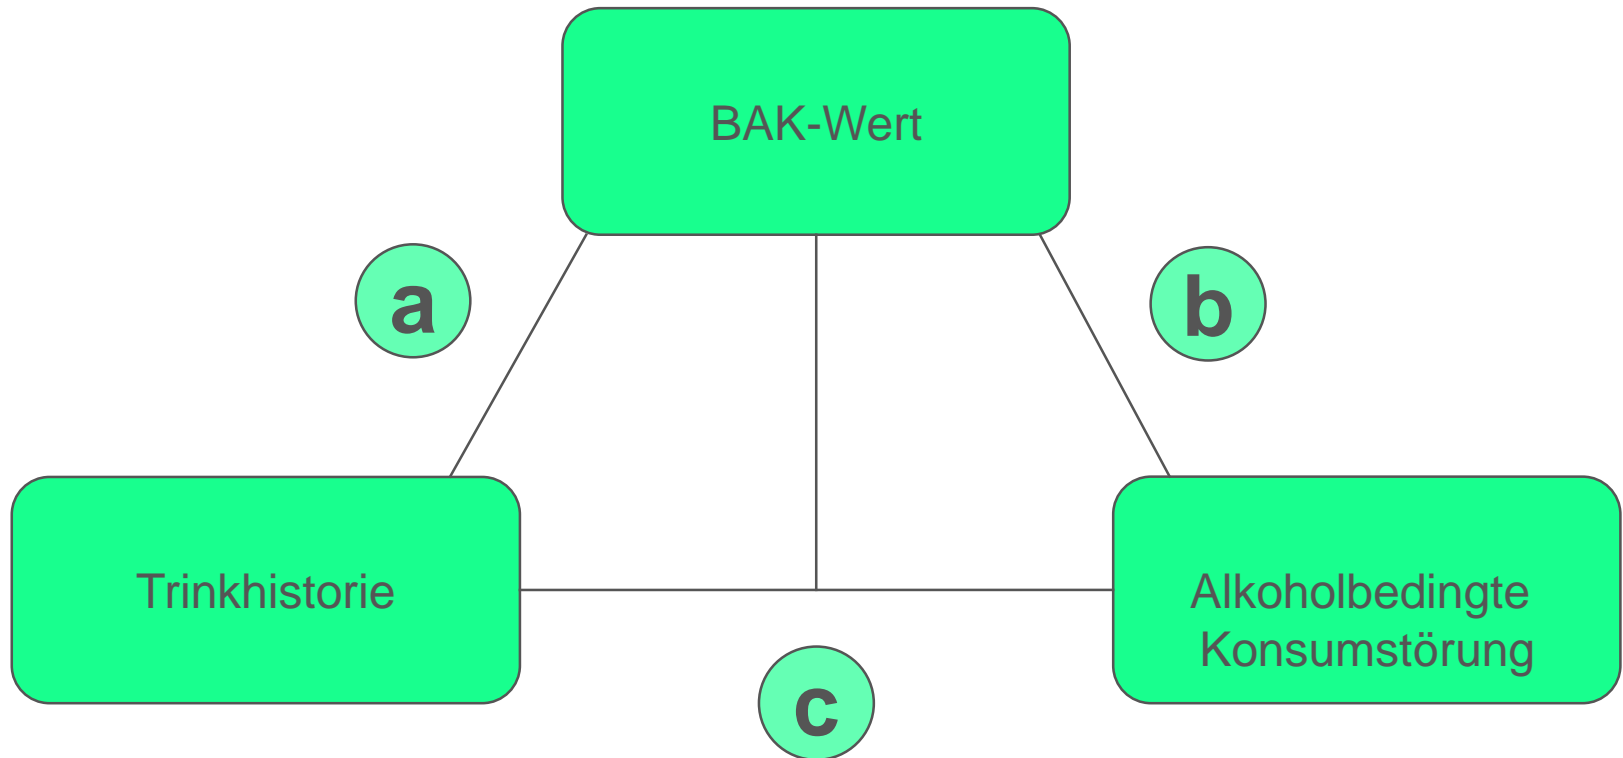 BAK-Wert
a
b
Trinkhistorie
Alkoholbedingte
Konsumstörung
c